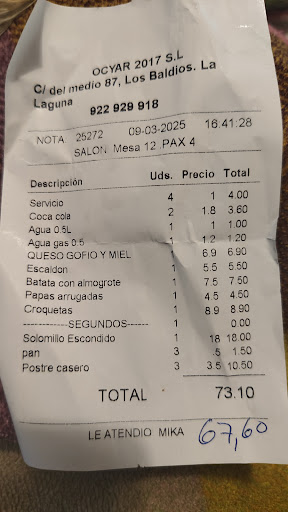 OCYAR 2017 S.L
C/ del medio 87, Los Baldios. La
Laguna
922 929 918
NOTA 25272 09-03-2025 16:41:28
SALON Mesa 12 ,PAX 4
Descripción Uds. Precio Total
Servicio 4 1 4.00
Coca cola 2 1.8 3.60
Agua 0.5L 1 1 1.00
Agua gas 0.5 1 1.2 1.20
QUESO GOFIO Y MIEL 1 6.9 6.90
Escaldon 1 5.5 5.50
Batata con almogrote 1 7.5 7.50
Papas arrugadas 1 4.5 4.50
Croquetas 1 8.9 8.90
----------SEGUNDOS------- 1 0.00
Solomillo Escondido 1 18 18.00
pan 3 .5 1.50
Postre casero 3 3.5 10.50
TOTAL 73.10
LE ATENDIO MIKA 67,60